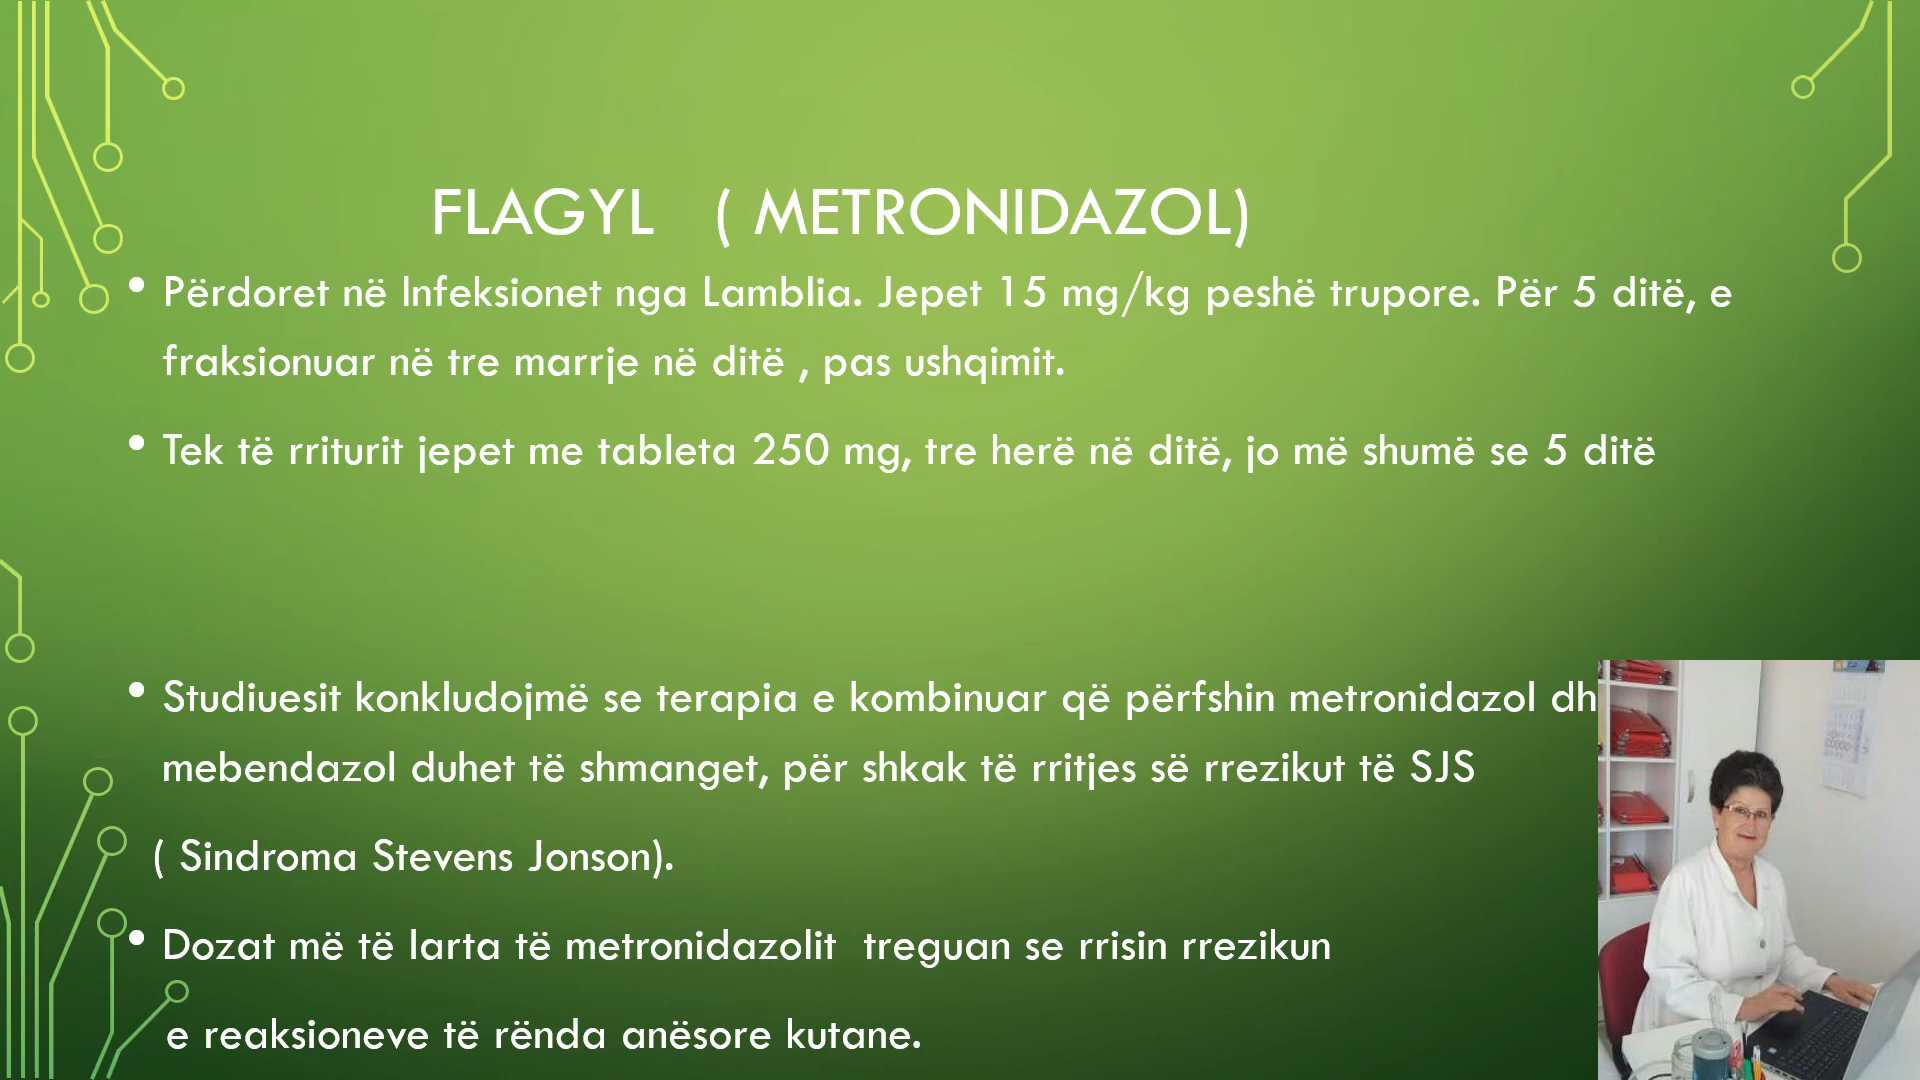 FLAGYL ( METRONIDAZOL)
• Përdoret në Infeksionet nga Lamblia. Jepet 15 mg/kg peshë trupore. Për 5 ditë, e
fraksionuar në tre marrje në ditë , pas ushqimit.
• Tek të rriturit jepet me tableta 250 mg, tre herë në ditë, jo më shumë se 5 ditë
• Studiuesit konkludojmë se terapia e kombinuar që përfshin metronidazol dh
mebendazol duhet të shmanget, për shkak të rritjes së rrezikut të SJS
( Sindroma Stevens Jonson).
• Dozat më të larta të metronidazolit treguan se rrisin rrezikun
e reaksioneve të rënda anësore kutane.